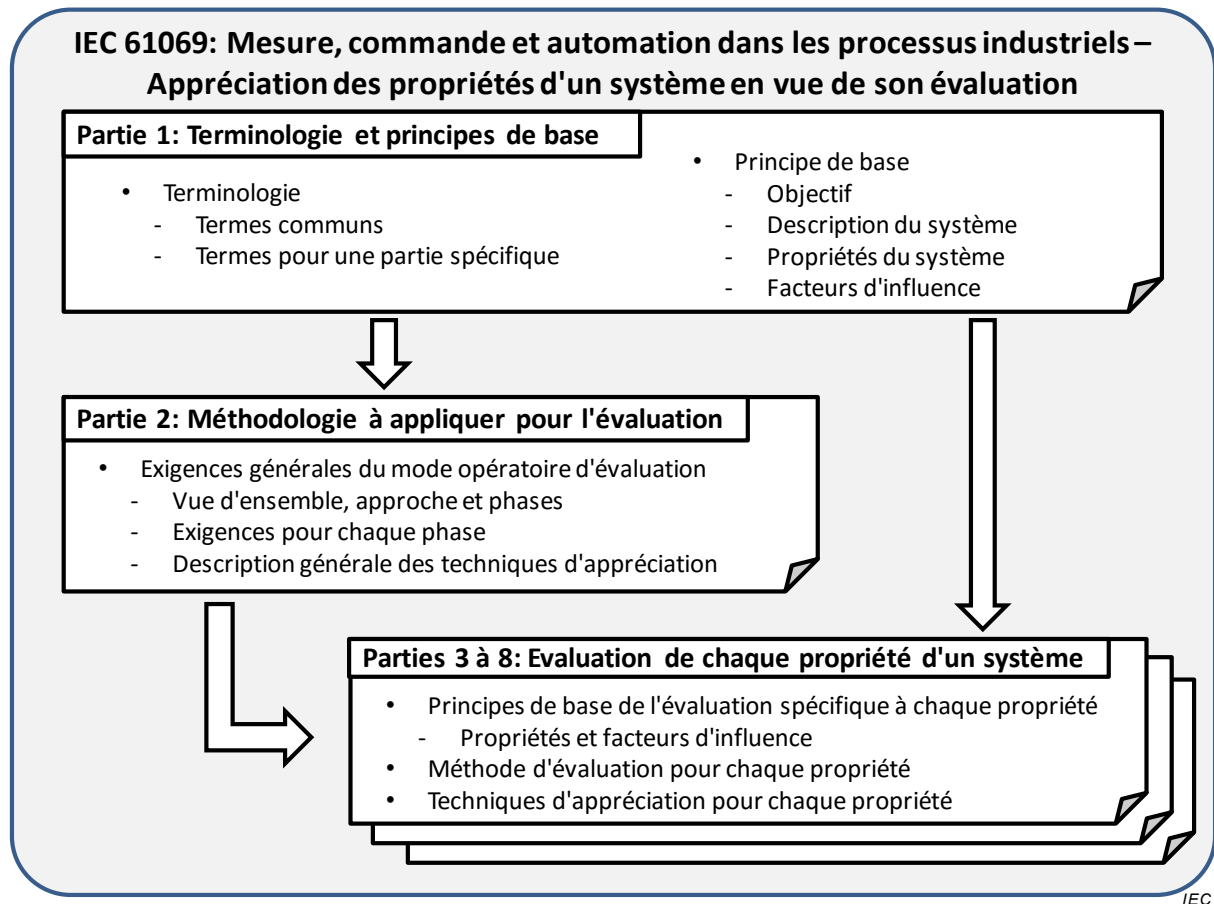 IEC 61069: Mesure, commande et automation dans les processus industriels –
Appréciation des propriétés d'un système en vue de son évaluation
Partie 1: Terminologie et principes de base
• Terminologie
- Termes communs
- Termes pour une partie spécifique
• Principe de base
- Objectif
- Description du système
- Propriétés du système
- Facteurs d'influence
Partie 2: Méthodologie à appliquer pour l'évaluation
• Exigences générales du mode opératoire d'évaluation
- Vue d'ensemble, approche et phases
- Exigences pour chaque phase
- Description générale des techniques d'appréciation
Parties 3 à 8: Evaluation de chaque propriété d'un système
• Principes de base de l'évaluation spécifique à chaque propriété
- Propriétés et facteurs d'influence
• Méthode d'évaluation pour chaque propriété
• Techniques d'appréciation pour chaque propriété
IEC